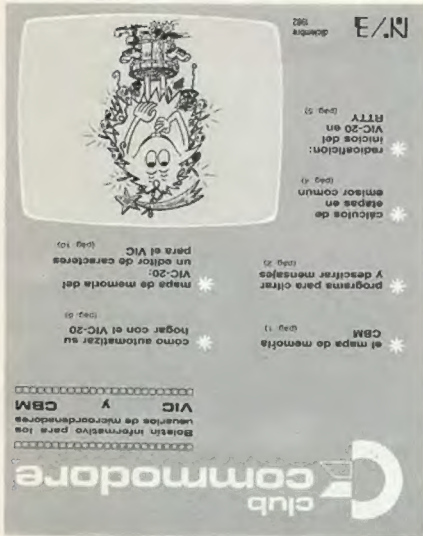 club
commodore
Boletín informativo para los
usuarios de microordenadores
VIC y CBM
* el mapa de memoria
CBM (pág. 1)
* programa para cifrar
y descifrar mensajes
(pág. 2)
* cálculos de
etapas en
emisor común
(pág. 4)
* radioafición:
inicios del
VIC-20 en
RTTY
(pág. 5)
* cómo automatizar su
hogar con el VIC-20
(pág. 6)
* mapa de memoria del
VIC-20:
un editor de caracteres
para el VIC (pág. 10)
N.º 3
diciembre
1982